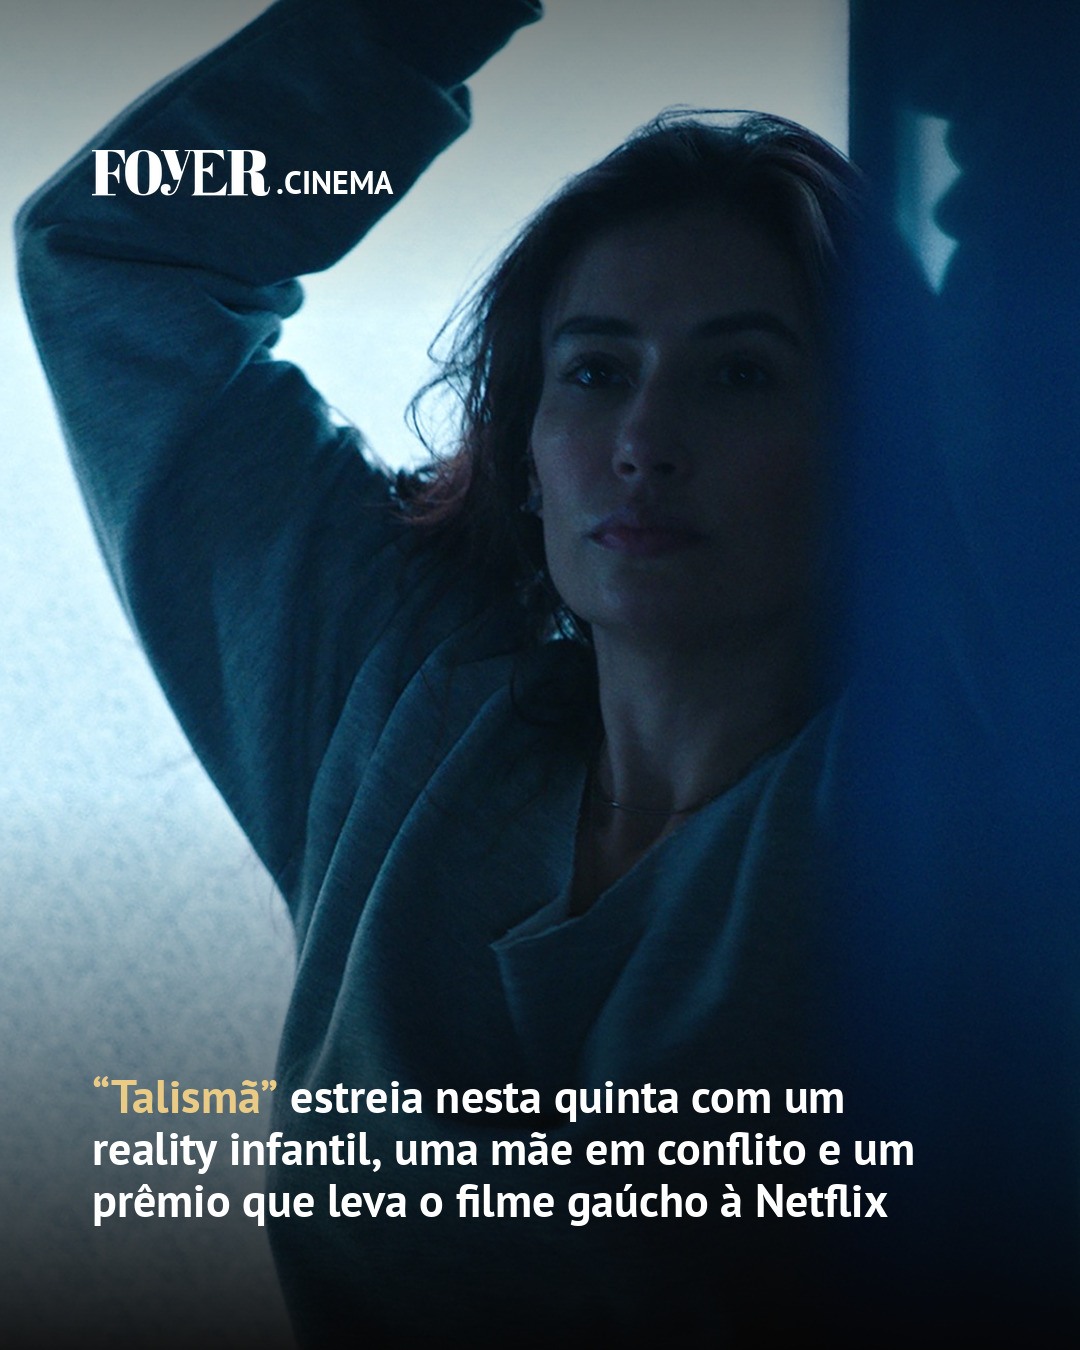 FOYER.CINEMA
“Talismã” estreia nesta quinta com um
reality infantil, uma mãe em conflito e um
prêmio que leva o filme gaúcho à Netflix